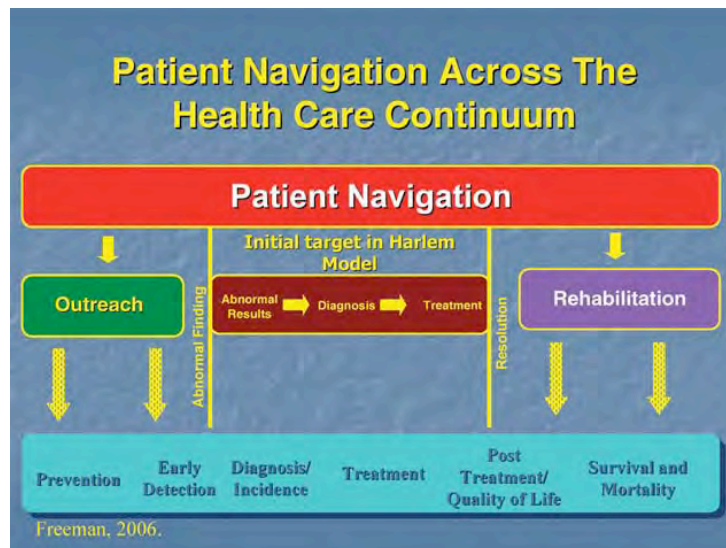 Patient Navigation Across The
Health Care Continuum
Patient Navigation
Initial target in Harlem
Model
Outreach
Abnormal Finding
Abnormal
Results
Diagnosis
Treatment
Resolution
Rehabilitation
Prevention
Early
Detection
Diagnosis/
Incidence
Treatment
Post
Treatment/
Quality of Life
Survival and
Mortality
Freeman, 2006.